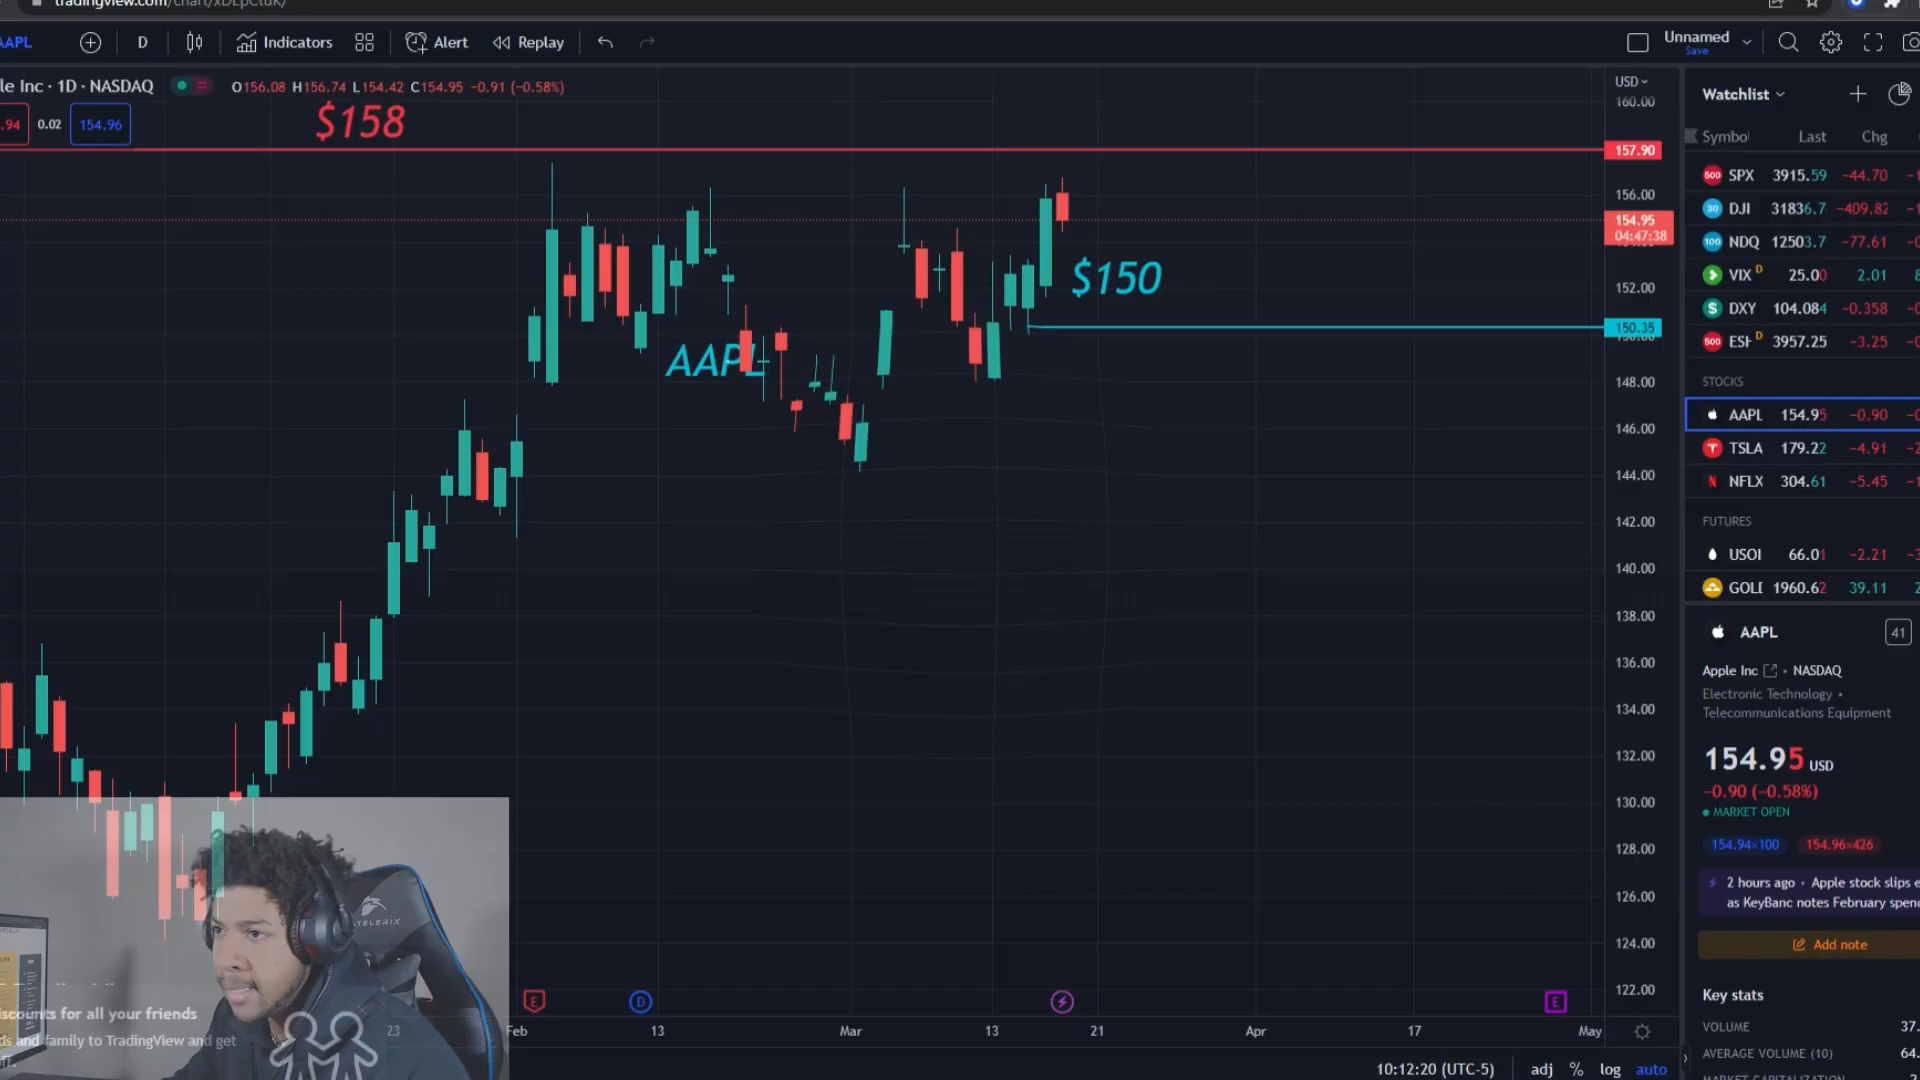 tradingview.com/chart/xDEpCtuK/
AAPL
D
Indicators
Alert
Replay
Unnamed
Save
le Inc · 1D · NASDAQ
O156.08 H156.74 L154.42 C154.95 −0.91 (−0.58%)
.94
0.02
154.96
$158
$150
AAPL
USD
160.00
157.90
156.00
154.95
04:47:38
152.00
150.35
148.00
146.00
144.00
142.00
140.00
138.00
136.00
134.00
132.00
130.00
128.00
126.00
124.00
122.00
Watchlist
Symbol Last Chg
SPX 3915.59 −44.70
DJI 31836.7 −409.82
NDQ 12503.7 −77.61
VIX D 25.00 2.01
DXY 104.084 −0.358
ES D 3957.25 −3.25
STOCKS
AAPL 154.95 −0.90
TSLA 179.22 −4.91
NFLX 304.61 −5.45
FUTURES
USOI 66.01 −2.21
GOLD 1960.62 39.11
AAPL
41
Apple Inc · NASDAQ
Electronic Technology •
Telecommunications Equipment
154.95 USD
−0.90 (−0.58%)
MARKET OPEN
154.94×100 154.96×426
2 hours ago · Apple stock slips
as KeyBanc notes February spen
Add note
Key stats
VOLUME 37.
AVERAGE VOLUME (10) 64.
MARKET CAPITALIZATION
E
D
E
23
Feb
13
Mar
13
21
Apr
17
May
10:12:20 (UTC-5)
adj
%
log
auto
TELERIX
iscounts for all your friends
ds and family to TradingView and get